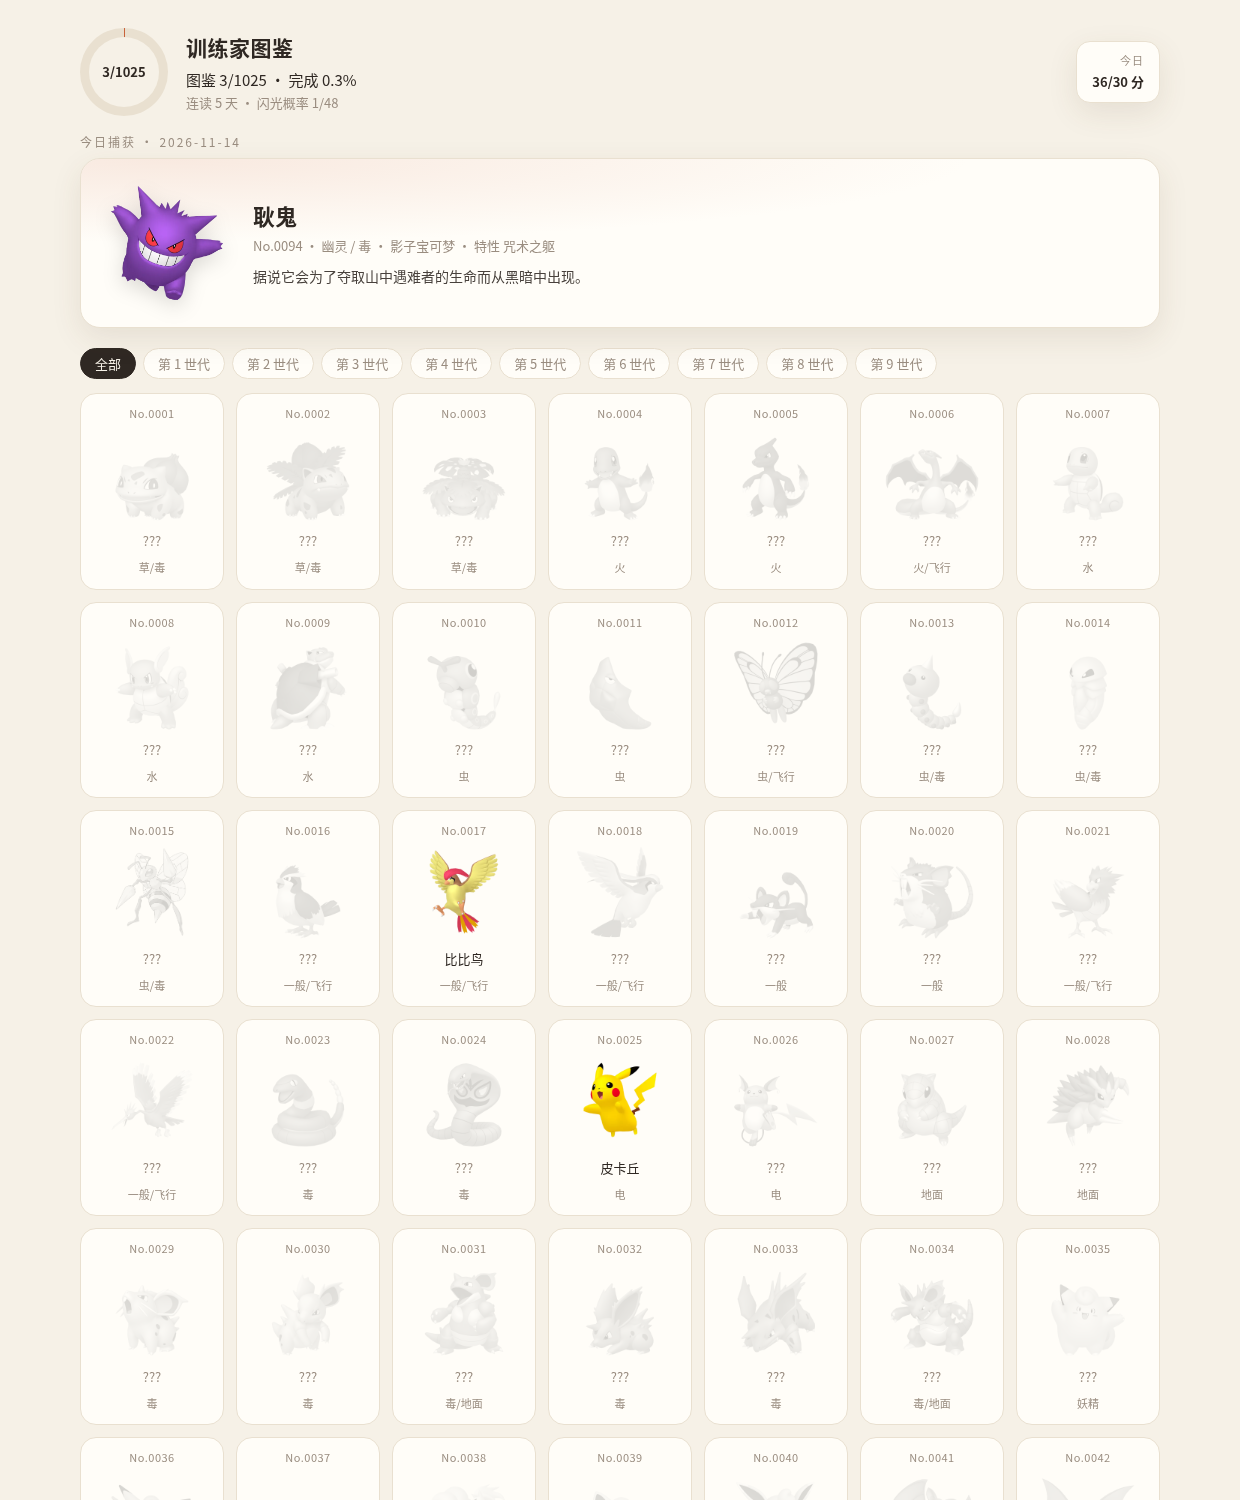 3/1025
训练家图鉴
图鉴 3/1025 · 完成 0.3%
连读 5 天 · 闪光概率 1/48
今日
36/30 分
今日捕获 · 2026-11-14
耿鬼
No.0094 · 幽灵 / 毒 · 影子宝可梦 · 特性 咒术之躯
据说它会为了夺取山中遇难者的生命而从黑暗中出现。
全部 第 1 世代 第 2 世代 第 3 世代 第 4 世代 第 5 世代 第 6 世代 第 7 世代 第 8 世代 第 9 世代
No.0001 No.0002 No.0003 No.0004 No.0005 No.0006 No.0007
??? ??? ??? ??? ??? ??? ???
草/毒 草/毒 草/毒 火 火 火/飞行 水
No.0008 No.0009 No.0010 No.0011 No.0012 No.0013 No.0014
??? ??? ??? ??? ??? ??? ???
水 水 虫 虫 虫/飞行 虫/毒 虫/毒
No.0015 No.0016 No.0017 No.0018 No.0019 No.0020 No.0021
??? ??? 比比鸟 ??? ??? ??? ???
虫/毒 一般/飞行 一般/飞行 一般/飞行 一般 一般 一般/飞行
No.0022 No.0023 No.0024 No.0025 No.0026 No.0027 No.0028
??? ??? ??? 皮卡丘 ??? ??? ???
一般/飞行 毒 毒 电 电 地面 地面
No.0029 No.0030 No.0031 No.0032 No.0033 No.0034 No.0035
??? ??? ??? ??? ??? ??? ???
毒 毒 毒/地面 毒 毒 毒/地面 妖精
No.0036 No.0037 No.0038 No.0039 No.0040 No.0041 No.0042